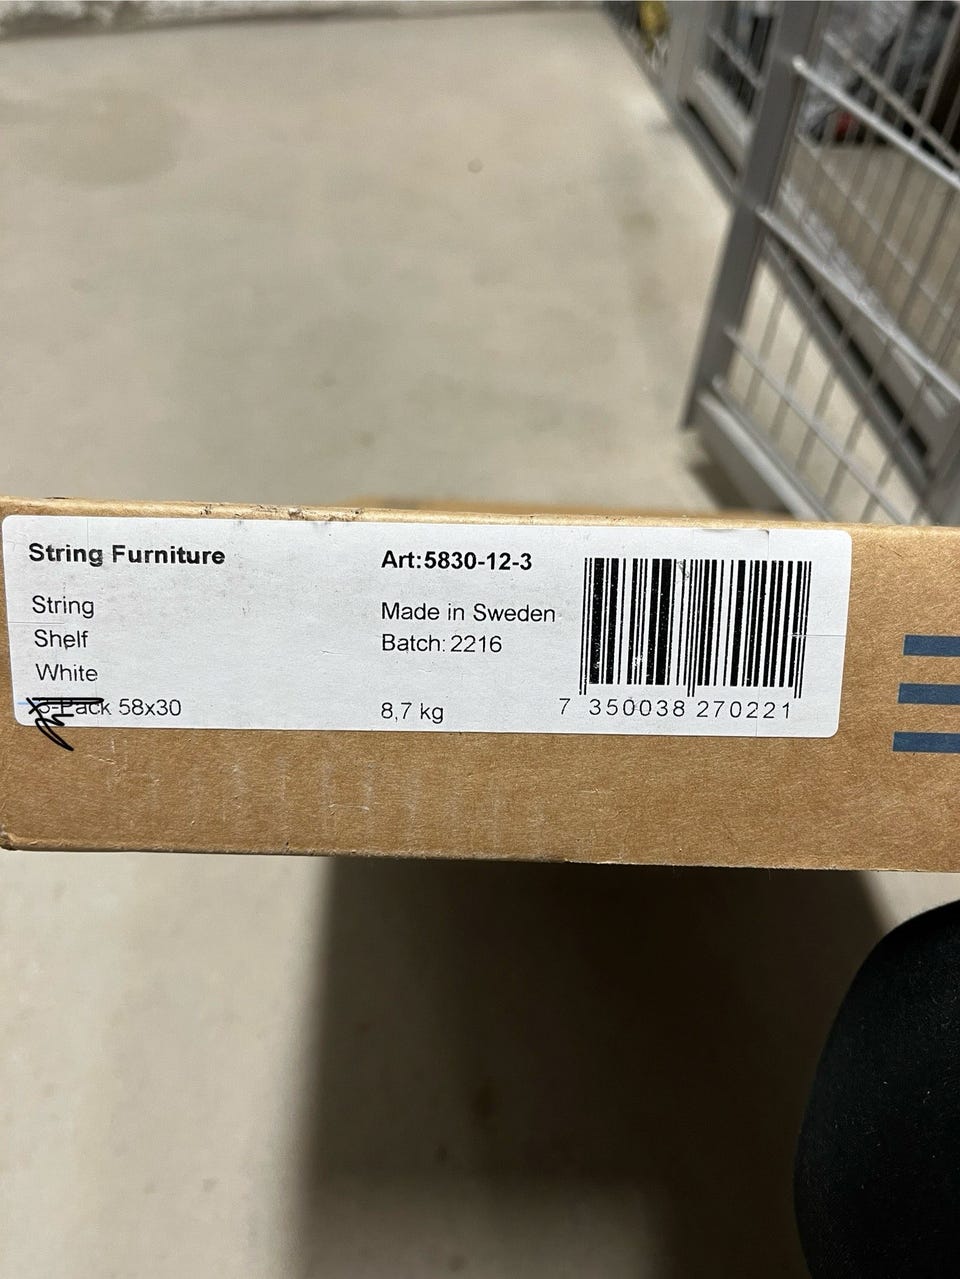 String Furniture
String
Shelf
White
3-Pack 58x30
Art:5830-12-3
Made in Sweden
Batch: 2216
8,7 kg
7 350038 270221